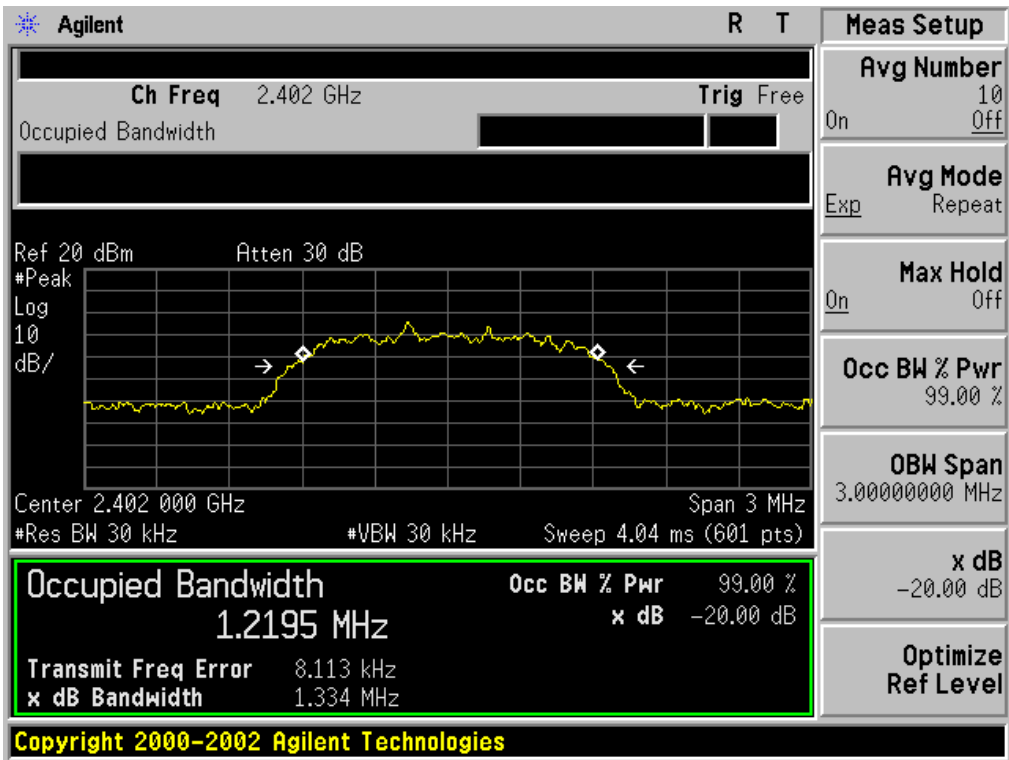 Agilent R T
Ch Freq 2.402 GHz Trig Free
Occupied Bandwidth
Ref 20 dBm Atten 30 dB
#Peak
Log
10
dB/
Center 2.402 000 GHz Span 3 MHz
#Res BW 30 kHz #VBW 30 kHz Sweep 4.04 ms (601 pts)
Occupied Bandwidth Occ BW % Pwr 99.00 %
1.2195 MHz x dB -20.00 dB
Transmit Freq Error 8.113 kHz
x dB Bandwidth 1.334 MHz
Copyright 2000-2002 Agilent Technologies
Meas Setup
Avg Number
10
On Off
Avg Mode
Exp Repeat
Max Hold
On Off
Occ BW % Pwr
99.00 %
OBW Span
3.00000000 MHz
x dB
-20.00 dB
Optimize
Ref Level